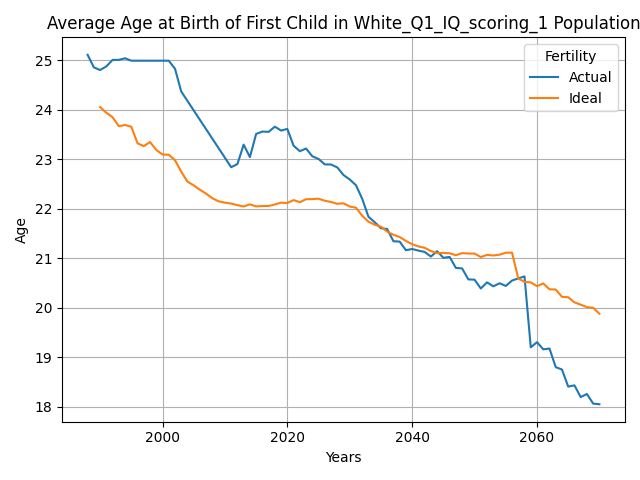 Average Age at Birth of First Child in White_Q1_IQ_scoring_1 Population
Fertility
Actual
Ideal
Age
25
24
23
22
21
20
19
18
2000
2020
2040
2060
Years